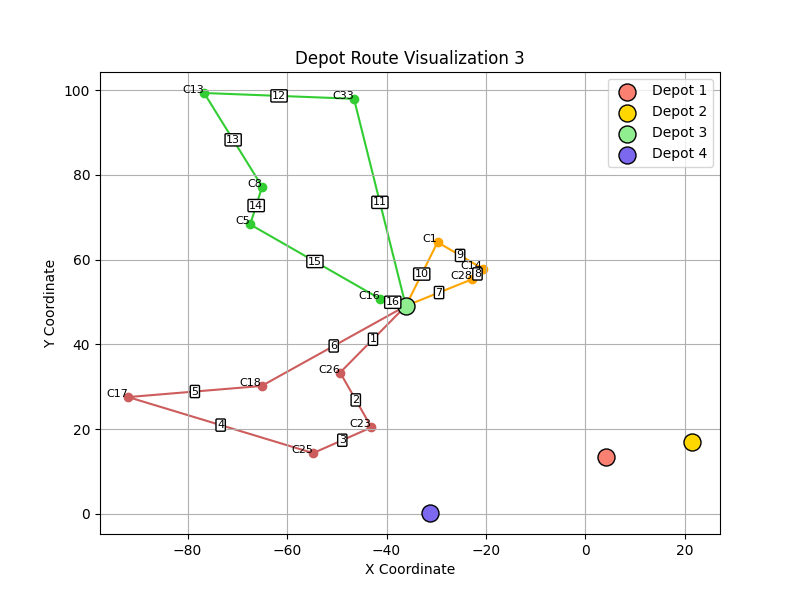 Depot Route Visualization 3
Depot 1
Depot 2
Depot 3
Depot 4
100
80
60
40
20
0
Y Coordinate
C13
12
C33
13
C8
14
11
C5
C1
15
9
C14
10
8
C28
7
C16
16
1
6
C26
C18
5
C17
2
4
C23
3
C25
−80
−60
−40
−20
0
20
X Coordinate